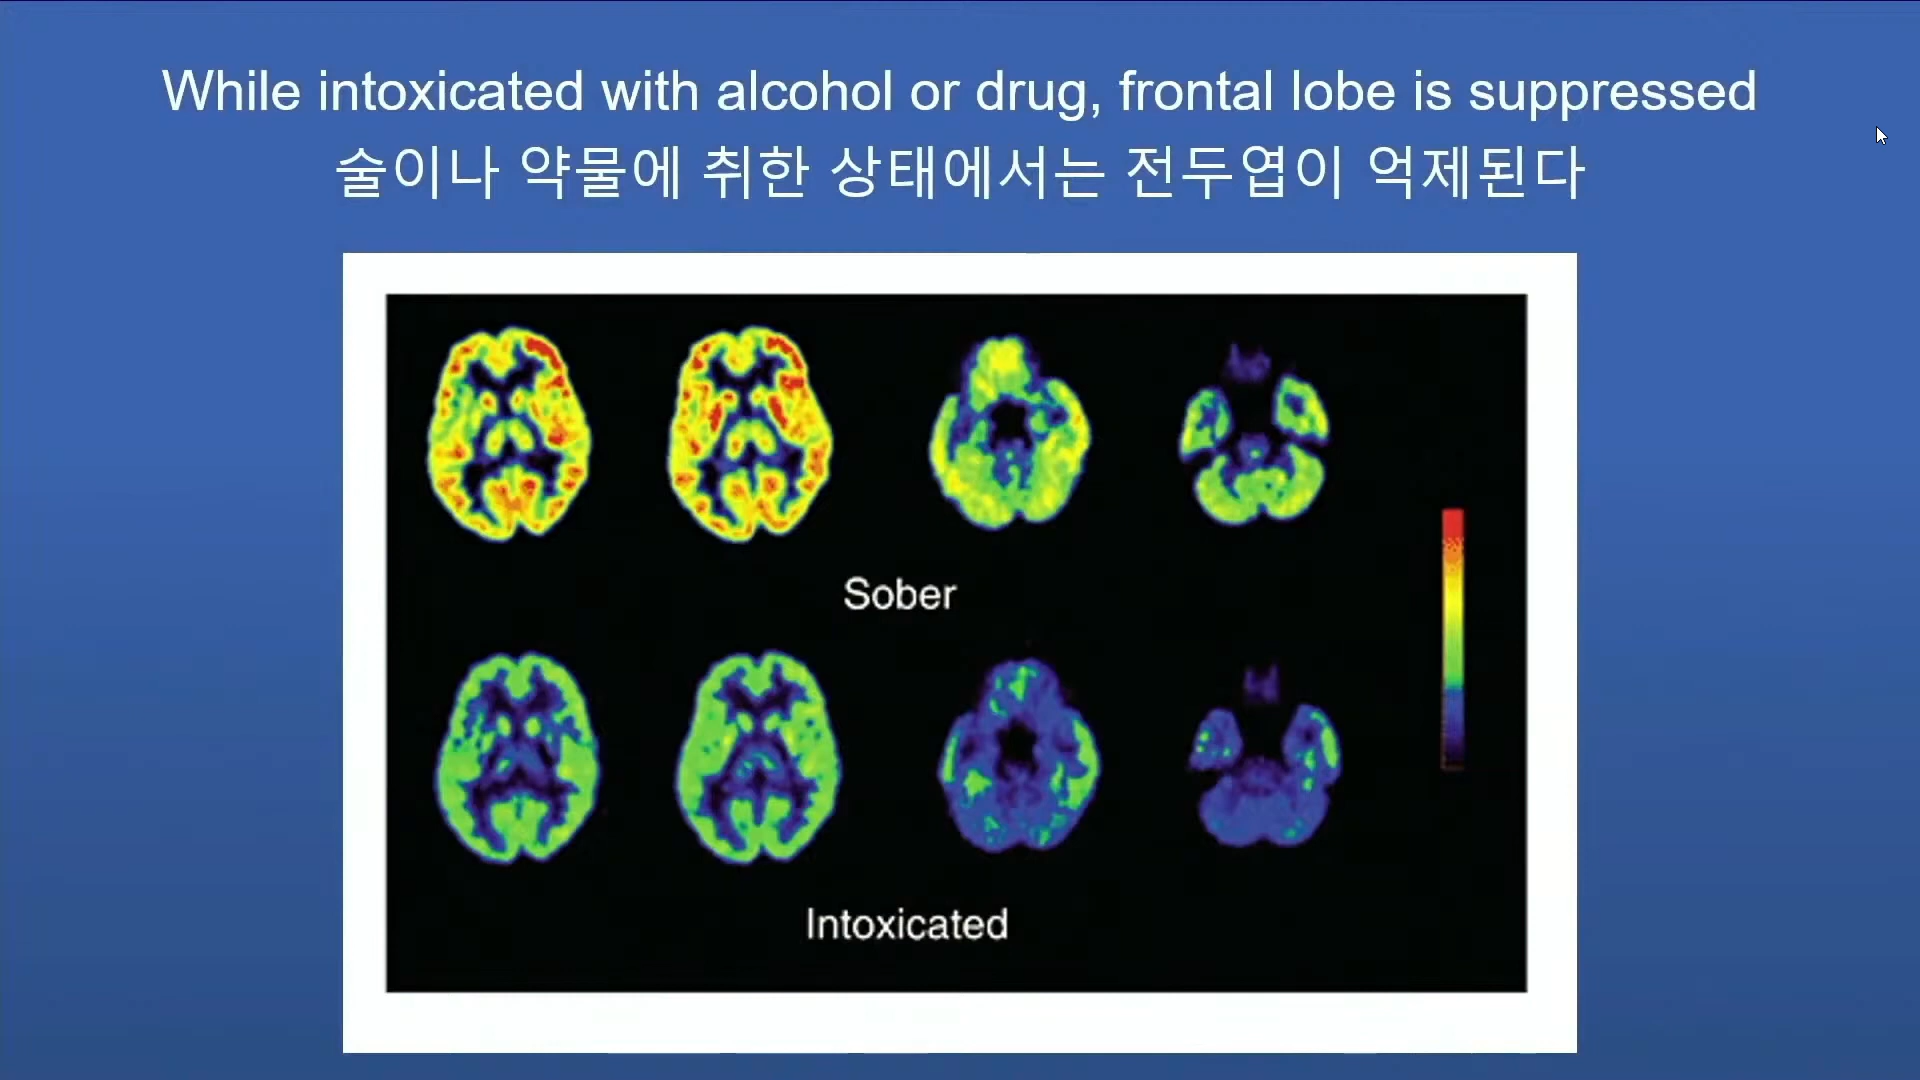 While intoxicated with alcohol or drug, frontal lobe is suppressed
술이나 약물에 취한 상태에서는 전두엽이 억제된다
Sober
Intoxicated